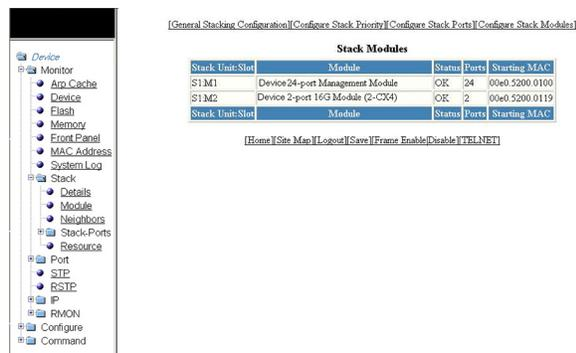 [General Stacking Configuration][Configure Stack Priority][Configure Stack Ports][Configure Stack Modules]
Stack Modules
Stack Unit:Slot Module Status Ports Starting MAC
S1:M1 Device 24-port Management Module OK 24 00e0.5200.0100
S1:M2 Device 2-port 16G Module (2-CX4) OK 2 00e0.5200.0119
Stack Unit:Slot Module Status Ports Starting MAC
[Home][Site Map][Logout][Save][Frame Enable|Disable][TELNET]
Device
Monitor
Arp Cache
Device
Flash
Memory
Front Panel
MAC Address
System Log
Stack
Details
Module
Neighbors
Stack-Ports
Resource
Port
STP
RSTP
IP
RMON
Configure
Command